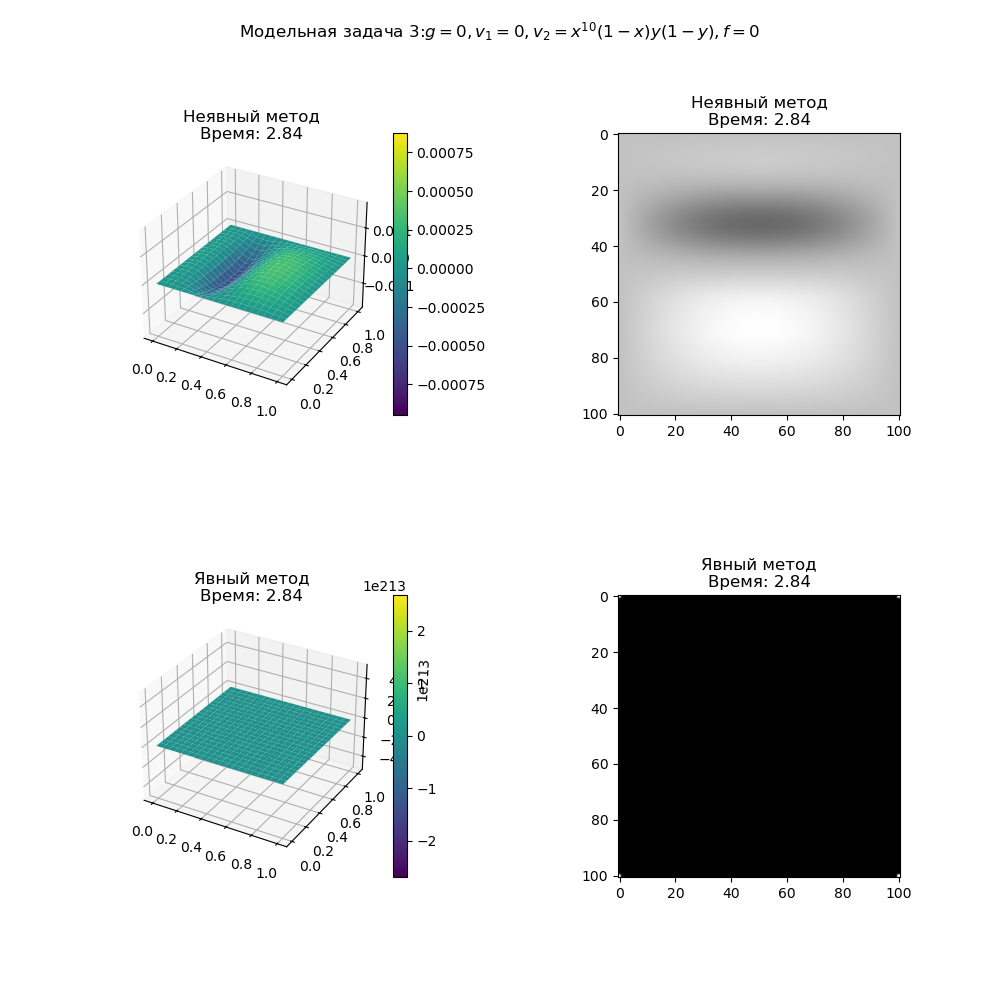 Модельная задача 3:g = 0, v₁ = 0, v₂ = x¹⁰(1 − x)y(1 − y), f = 0
Неявный метод
Время: 2.84
0.0 0.2 0.4 0.6 0.8 1.0
0.0 0.2 0.4 0.6 0.8 1.0
0.00075
0.00050
0.00025
0.00000
−0.00025
−0.00050
−0.00075
Неявный метод
Время: 2.84
0
20
40
60
80
100
0 20 40 60 80 100
Явный метод
Время: 2.84
0.0 0.2 0.4 0.6 0.8 1.0
0.0 0.2 0.4 0.6 0.8 1.0
1e213
1e213
2
0
−1
−2
Явный метод
Время: 2.84
0
20
40
60
80
100
0 20 40 60 80 100